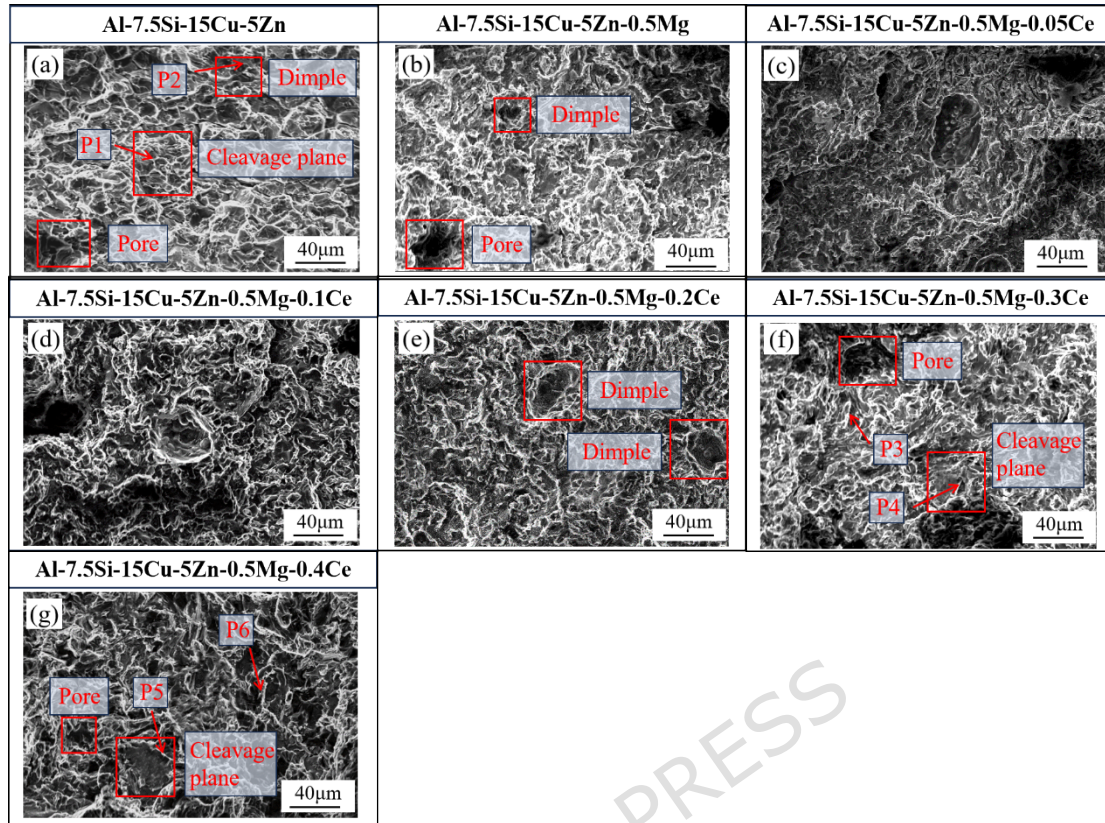 Al-7.5Si-15Cu-5Zn
Al-7.5Si-15Cu-5Zn-0.5Mg
Al-7.5Si-15Cu-5Zn-0.5Mg-0.05Ce
(a)
P2
Dimple
P1
Cleavage plane
Pore
40μm
(b)
Dimple
Pore
40μm
(c)
40μm
Al-7.5Si-15Cu-5Zn-0.5Mg-0.1Ce
Al-7.5Si-15Cu-5Zn-0.5Mg-0.2Ce
Al-7.5Si-15Cu-5Zn-0.5Mg-0.3Ce
(d)
40μm
(e)
Dimple
Dimple
40μm
(f)
Pore
P3
Cleavage
plane
P4
40μm
Al-7.5Si-15Cu-5Zn-0.5Mg-0.4Ce
(g)
P6
Pore
P5
Cleavage
plane
40μm
PRESS